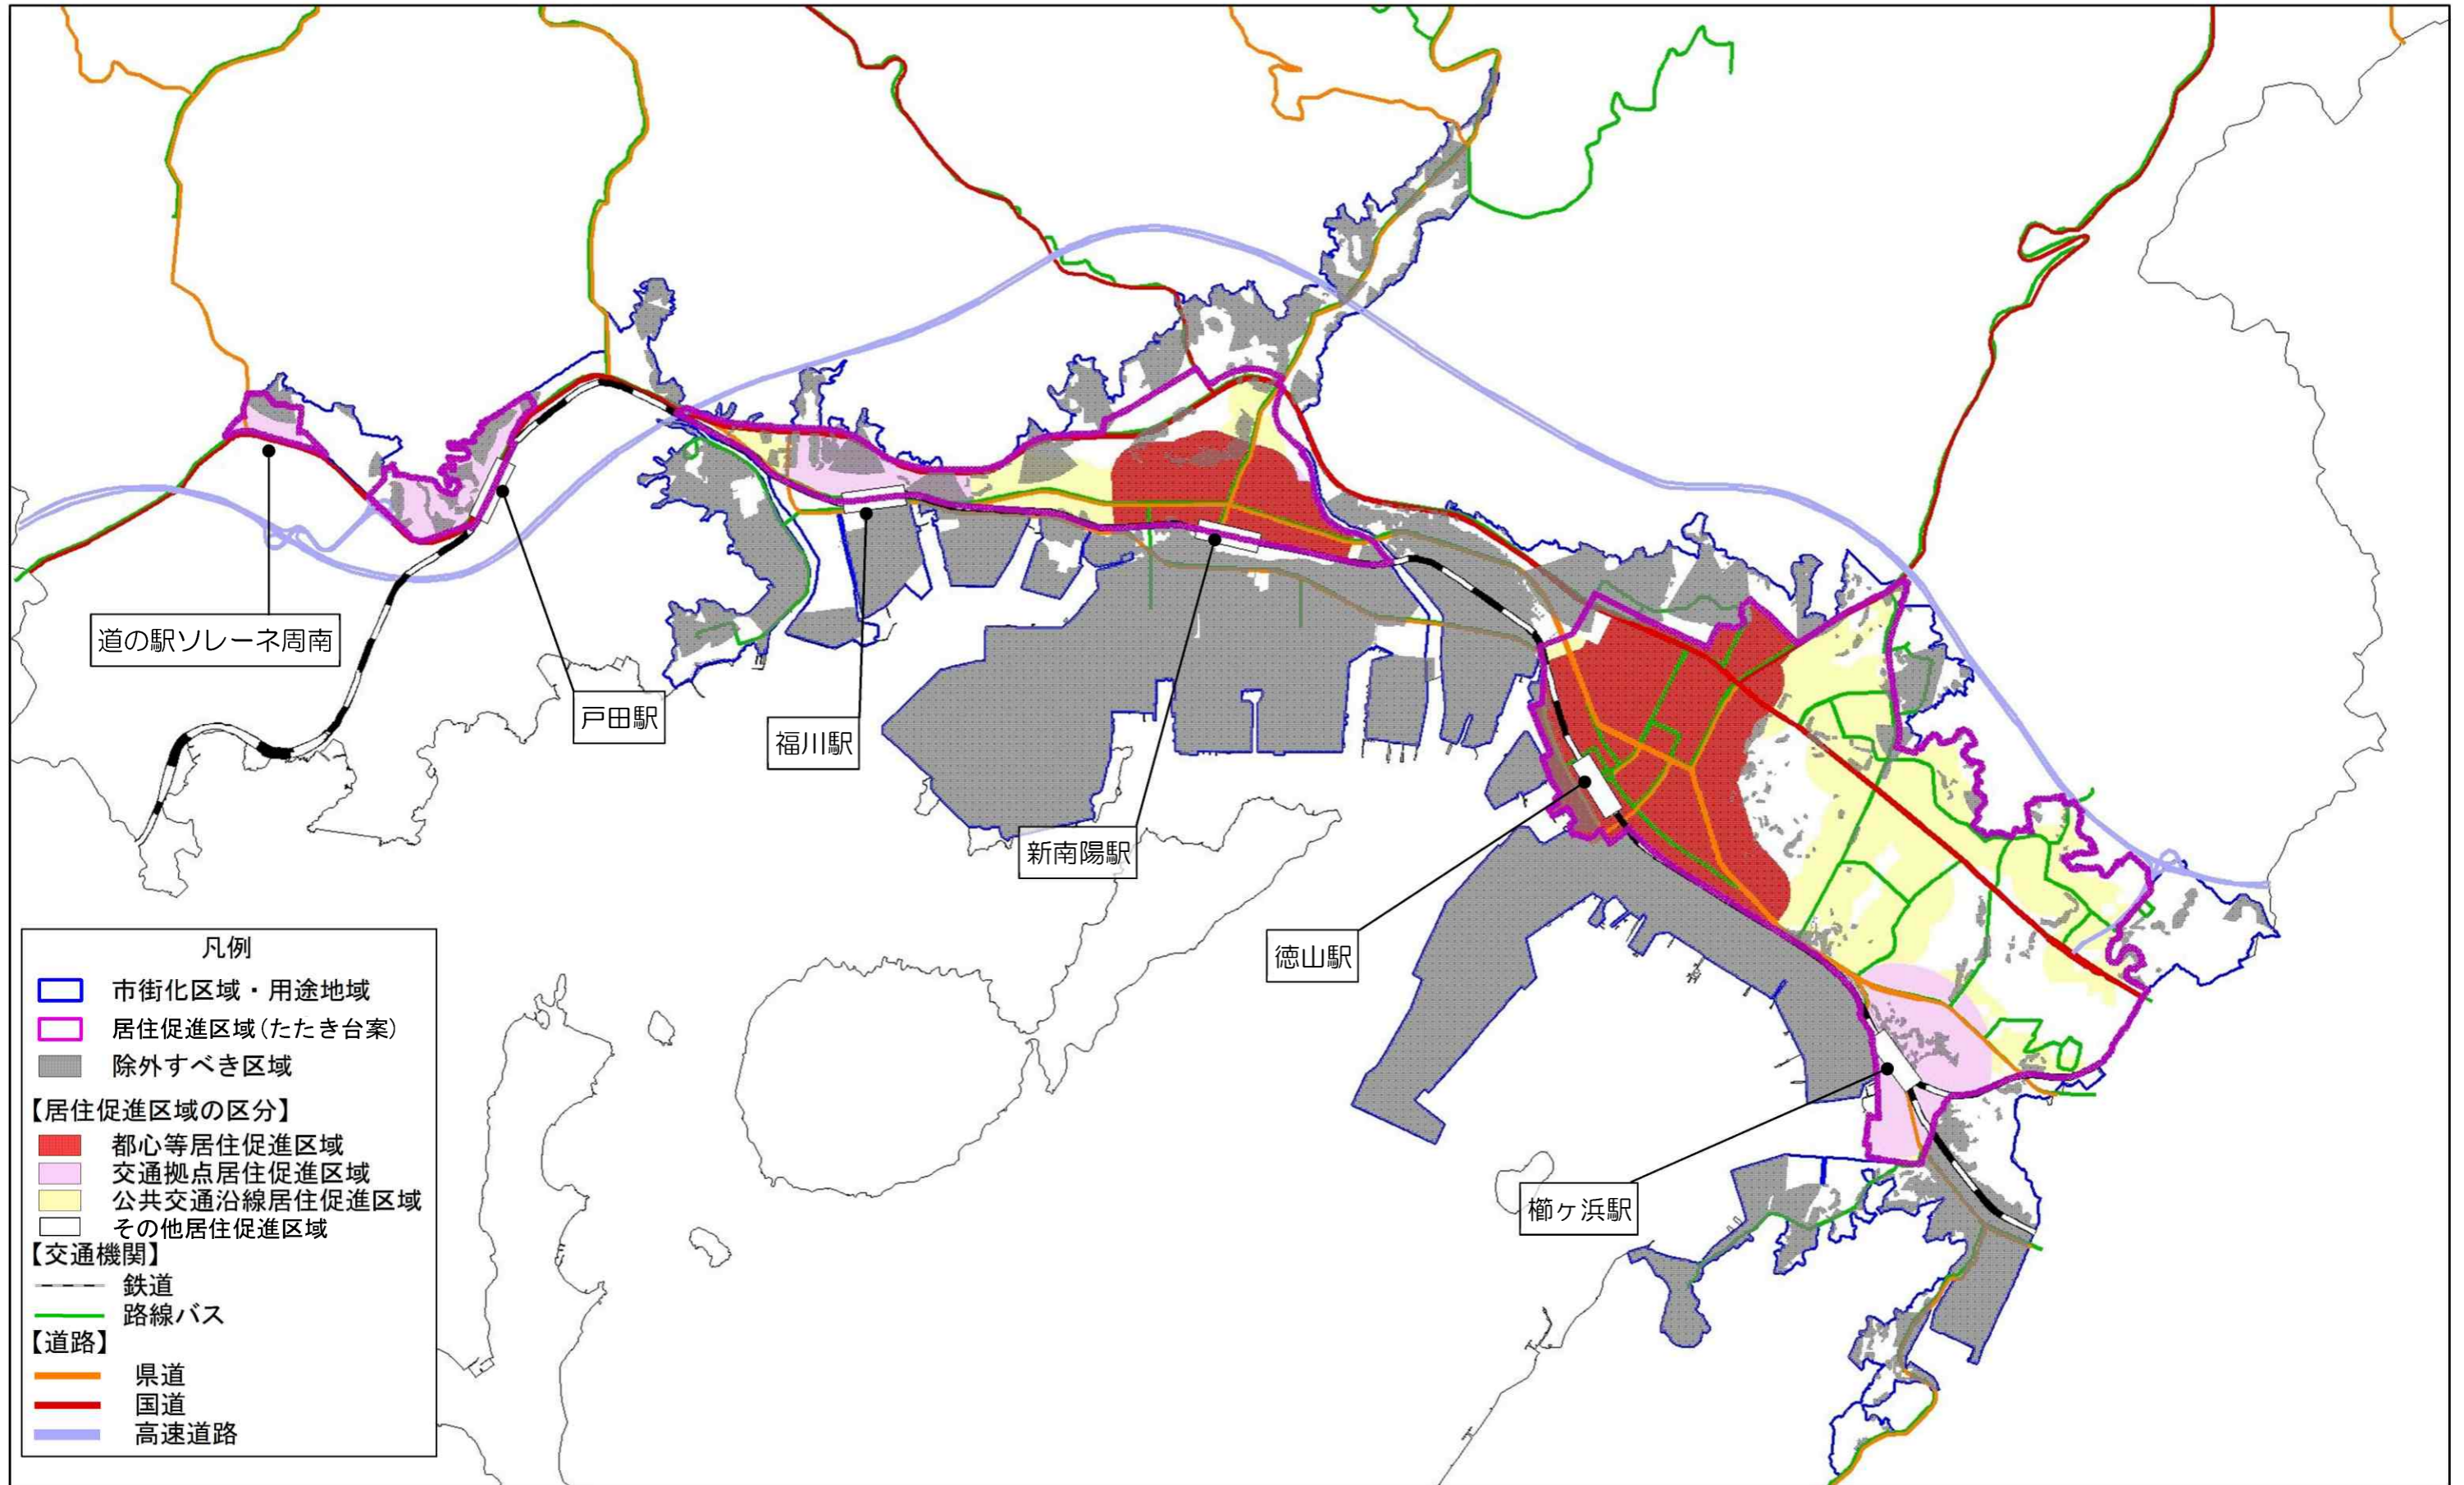 道の駅ソレーネ周南
戸田駅
福川駅
新南陽駅
徳山駅
櫛ヶ浜駅
凡例
市街化区域・用途地域
居住促進区域(たたき台案)
除外すべき区域
【居住促進区域の区分】
都心等居住促進区域
交通拠点居住促進区域
公共交通沿線居住促進区域
その他居住促進区域
【交通機関】
鉄道
路線バス
【道路】
県道
国道
高速道路